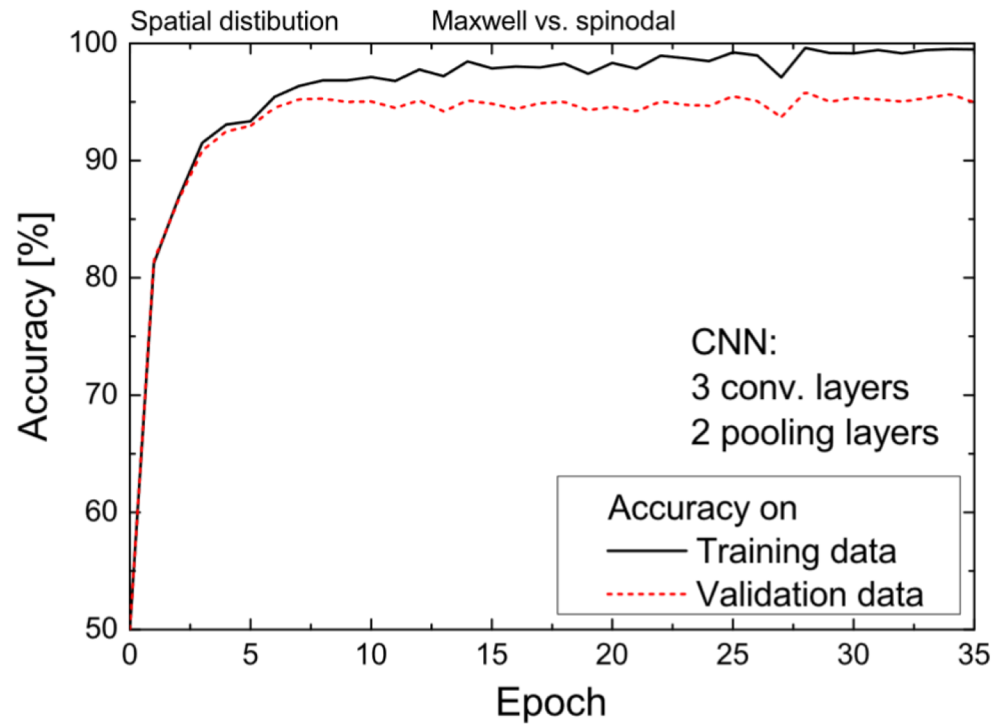 Spatial distibution Maxwell vs. spinodal
100
90
80
70
60
50
Accuracy [%]
CNN:
3 conv. layers
2 pooling layers
Accuracy on
Training data
Validation data
0 5 10 15 20 25 30 35
Epoch